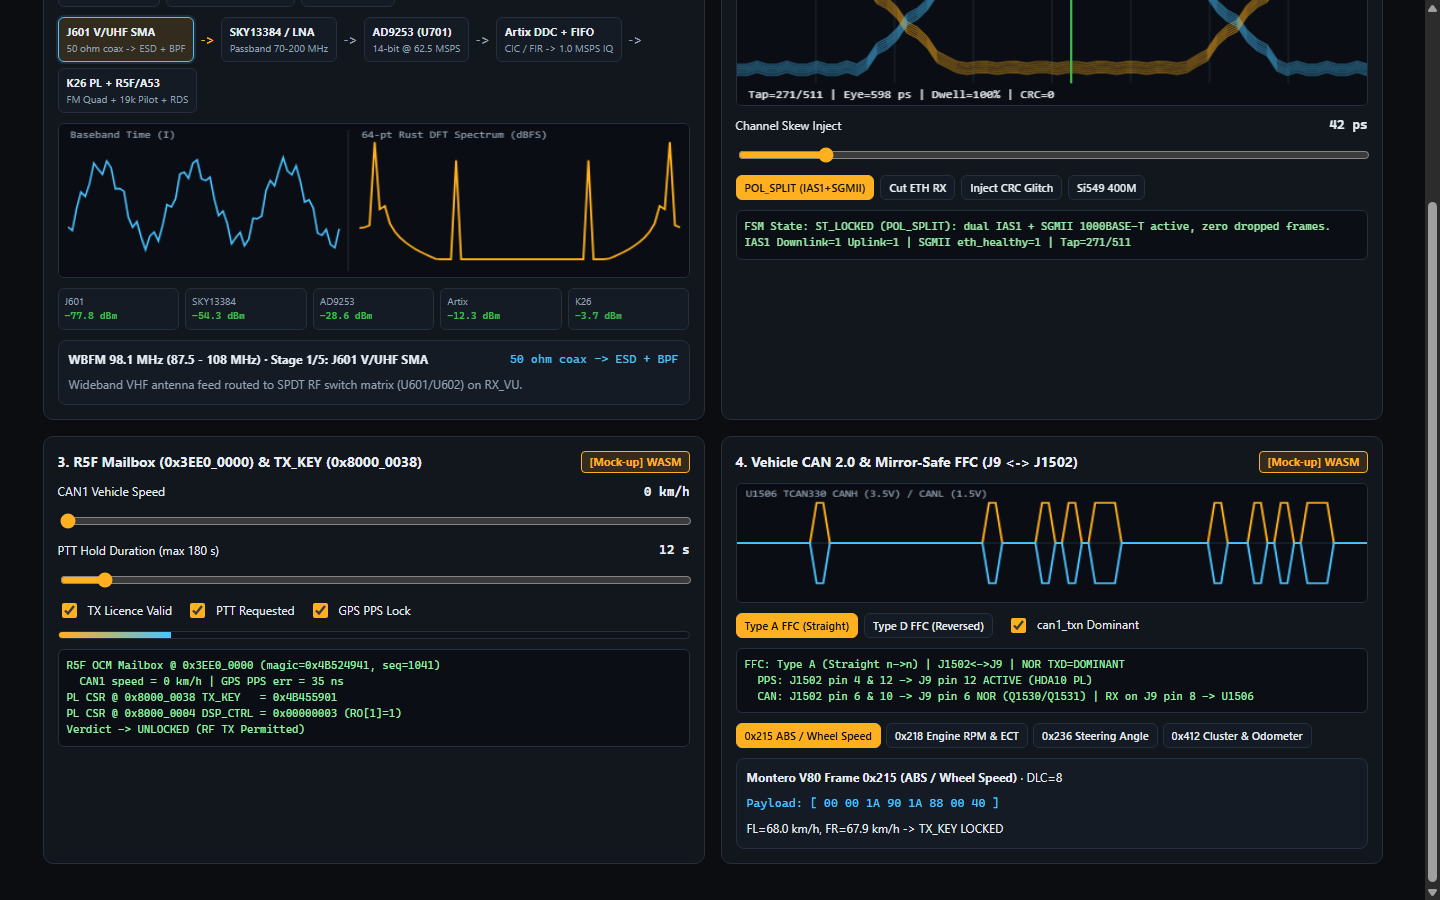 J601 V/UHF SMA
50 ohm coax -> ESD + BPF
->
SKY13384 / LNA
Passband 70-200 MHz
->
AD9253 (U701)
14-bit @ 62.5 MSPS
->
Artix DDC + FIFO
CIC / FIR -> 1.0 MSPS IQ
->
K26 PL + R5F/A53
FM Quad + 19k Pilot + RDS
Baseband Time (I)
64-pt Rust DFT Spectrum (dBFS)
J601
-77.8 dBm
SKY13384
-54.3 dBm
AD9253
-28.6 dBm
Artix
-12.3 dBm
K26
-3.7 dBm
WBFM 98.1 MHz (87.5 - 108 MHz) · Stage 1/5: J601 V/UHF SMA
50 ohm coax -> ESD + BPF
Wideband VHF antenna feed routed to SPDT RF switch matrix (U601/U602) on RX_VU.
Tap=271/511 | Eye=598 ps | Dwell=100% | CRC=0
Channel Skew Inject
42 ps
POL_SPLIT (IAS1+SGMII)
Cut ETH RX
Inject CRC Glitch
Si549 400M
FSM State: ST_LOCKED (POL_SPLIT): dual IAS1 + SGMII 1000BASE-T active, zero dropped frames.
IAS1 Downlink=1 Uplink=1 | SGMII eth_healthy=1 | Tap=271/511
3. R5F Mailbox (0x3EE0_0000) & TX_KEY (0x8000_0038)
[Mock-up] WASM
CAN1 Vehicle Speed
0 km/h
PTT Hold Duration (max 180 s)
12 s
TX Licence Valid
PTT Requested
GPS PPS Lock
R5F OCM Mailbox @ 0x3EE0_0000 (magic=0x4B524941, seq=1041)
CAN1 speed = 0 km/h | GPS PPS err = 35 ns
PL CSR @ 0x8000_0038 TX_KEY   = 0x4B455901
PL CSR @ 0x8000_0004 DSP_CTRL = 0x00000003 (RO[1]=1)
Verdict -> UNLOCKED (RF TX Permitted)
4. Vehicle CAN 2.0 & Mirror-Safe FFC (J9 <-> J1502)
[Mock-up] WASM
U1506 TCAN330 CANH (3.5V) / CANL (1.5V)
Type A FFC (Straight)
Type D FFC (Reversed)
can1_txn Dominant
FFC: Type A (Straight n->n) | J1502<->J9 | NOR TXD=DOMINANT
PPS: J1502 pin 4 & 12 -> J9 pin 12 ACTIVE (HDA10 PL)
CAN: J1502 pin 6 & 10 -> J9 pin 6 NOR (Q1530/Q1531) | RX on J9 pin 8 -> U1506
0x215 ABS / Wheel Speed
0x218 Engine RPM & ECT
0x236 Steering Angle
0x412 Cluster & Odometer
Montero V80 Frame 0x215 (ABS / Wheel Speed) · DLC=8
Payload: [ 00 00 1A 90 1A 88 00 40 ]
FL=68.0 km/h, FR=67.9 km/h -> TX_KEY LOCKED